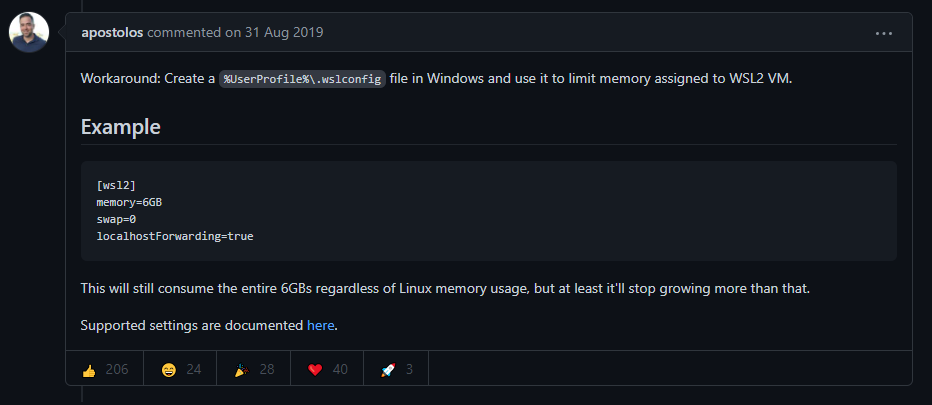 apostolos commented on 31 Aug 2019
Workaround: Create a %UserProfile%\.wslconfig file in Windows and use it to limit memory assigned to WSL2 VM.
Example
[wsl2]
memory=6GB
swap=0
localhostForwarding=true
This will still consume the entire 6GBs regardless of Linux memory usage, but at least it'll stop growing more than that.
Supported settings are documented here.
👍 206 😄 24 🎉 28 ❤️ 40 🚀 3